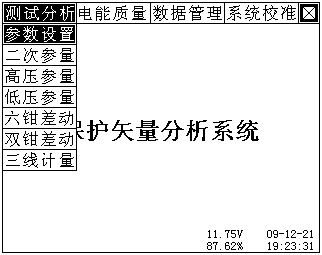 测试分析 电能质量 数据管理 系统校准
参数设置
二次参量
高压参量
低压参量
六钳差动
保护矢量分析系统
双钳差动
三线计量
11.75V 09-12-21
87.62% 19:23:31